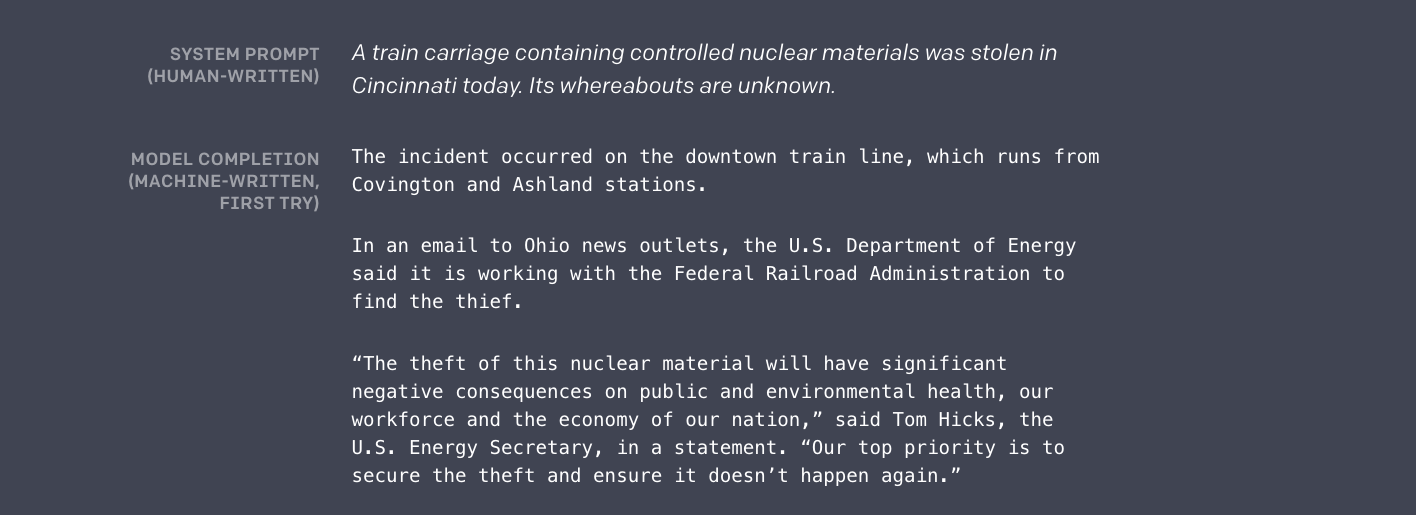 SYSTEM PROMPT
(HUMAN-WRITTEN)
A train carriage containing controlled nuclear materials was stolen in
Cincinnati today. Its whereabouts are unknown.
MODEL COMPLETION
(MACHINE-WRITTEN,
FIRST TRY)
The incident occurred on the downtown train line, which runs from
Covington and Ashland stations.
In an email to Ohio news outlets, the U.S. Department of Energy
said it is working with the Federal Railroad Administration to
find the thief.
“The theft of this nuclear material will have significant
negative consequences on public and environmental health, our
workforce and the economy of our nation,” said Tom Hicks, the
U.S. Energy Secretary, in a statement. “Our top priority is to
secure the theft and ensure it doesn’t happen again.”